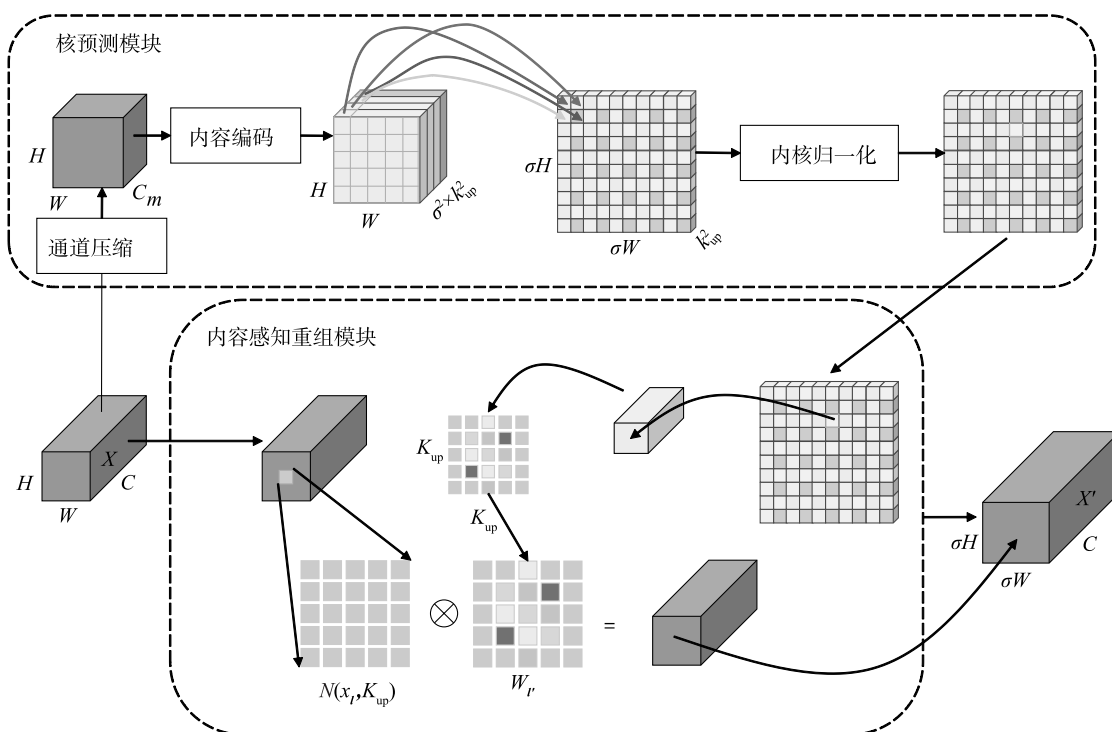 核预测模块
H
W
C_m
内容编码
H
W
σ²×k²_up
σH
σW
k²_up
内核归一化
通道压缩
内容感知重组模块
X
H
W
C
K_up
K_up
N(x_l,K_up)
⊗
W_l′
=
X′
σH
σW
C